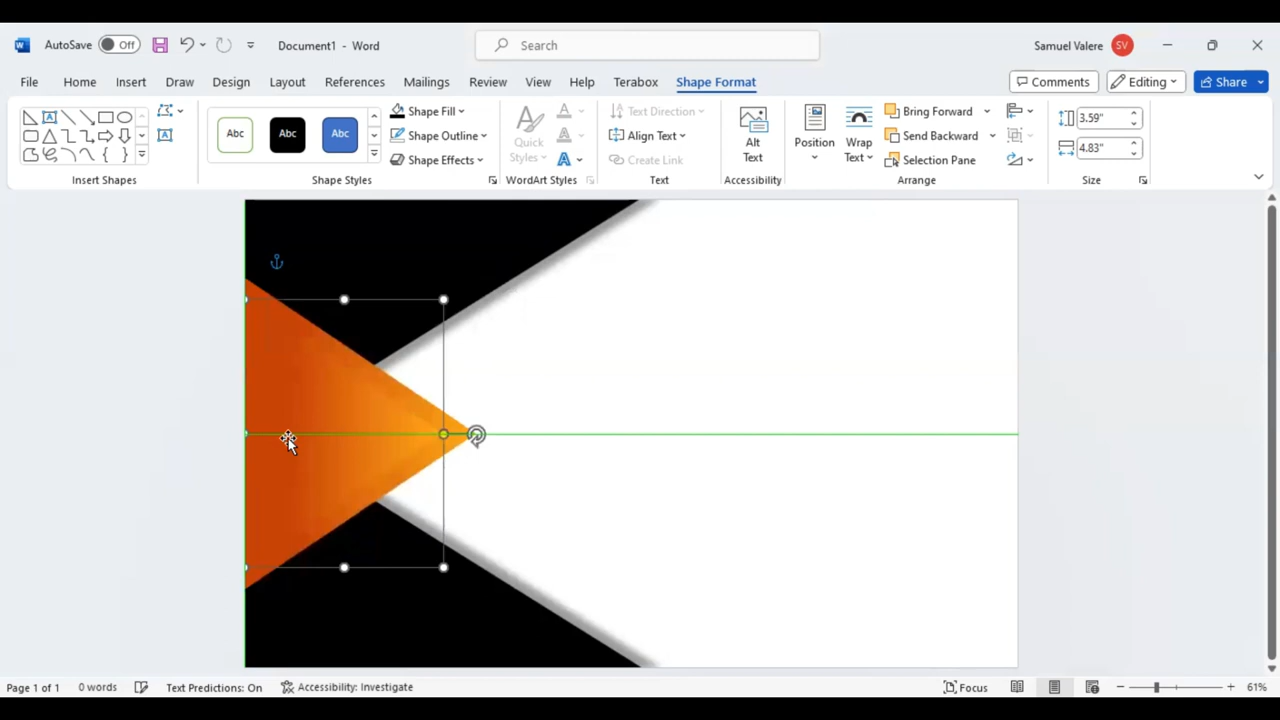 AutoSave Off Document1 - Word Search Samuel Valere SV
File Home Insert Draw Design Layout References Mailings Review View Help Terabox Shape Format Comments Editing Share
Abc Abc Abc
Shape Fill
Shape Outline
Shape Effects
Quick
Styles
Text Direction
Align Text
Create Link
Alt
Text
Position
Wrap
Text
Bring Forward
Send Backward
Selection Pane
3.59"
4.83"
Insert Shapes Shape Styles WordArt Styles Text Accessibility Arrange Size
Page 1 of 1 0 words Text Predictions: On Accessibility: Investigate Focus 61%